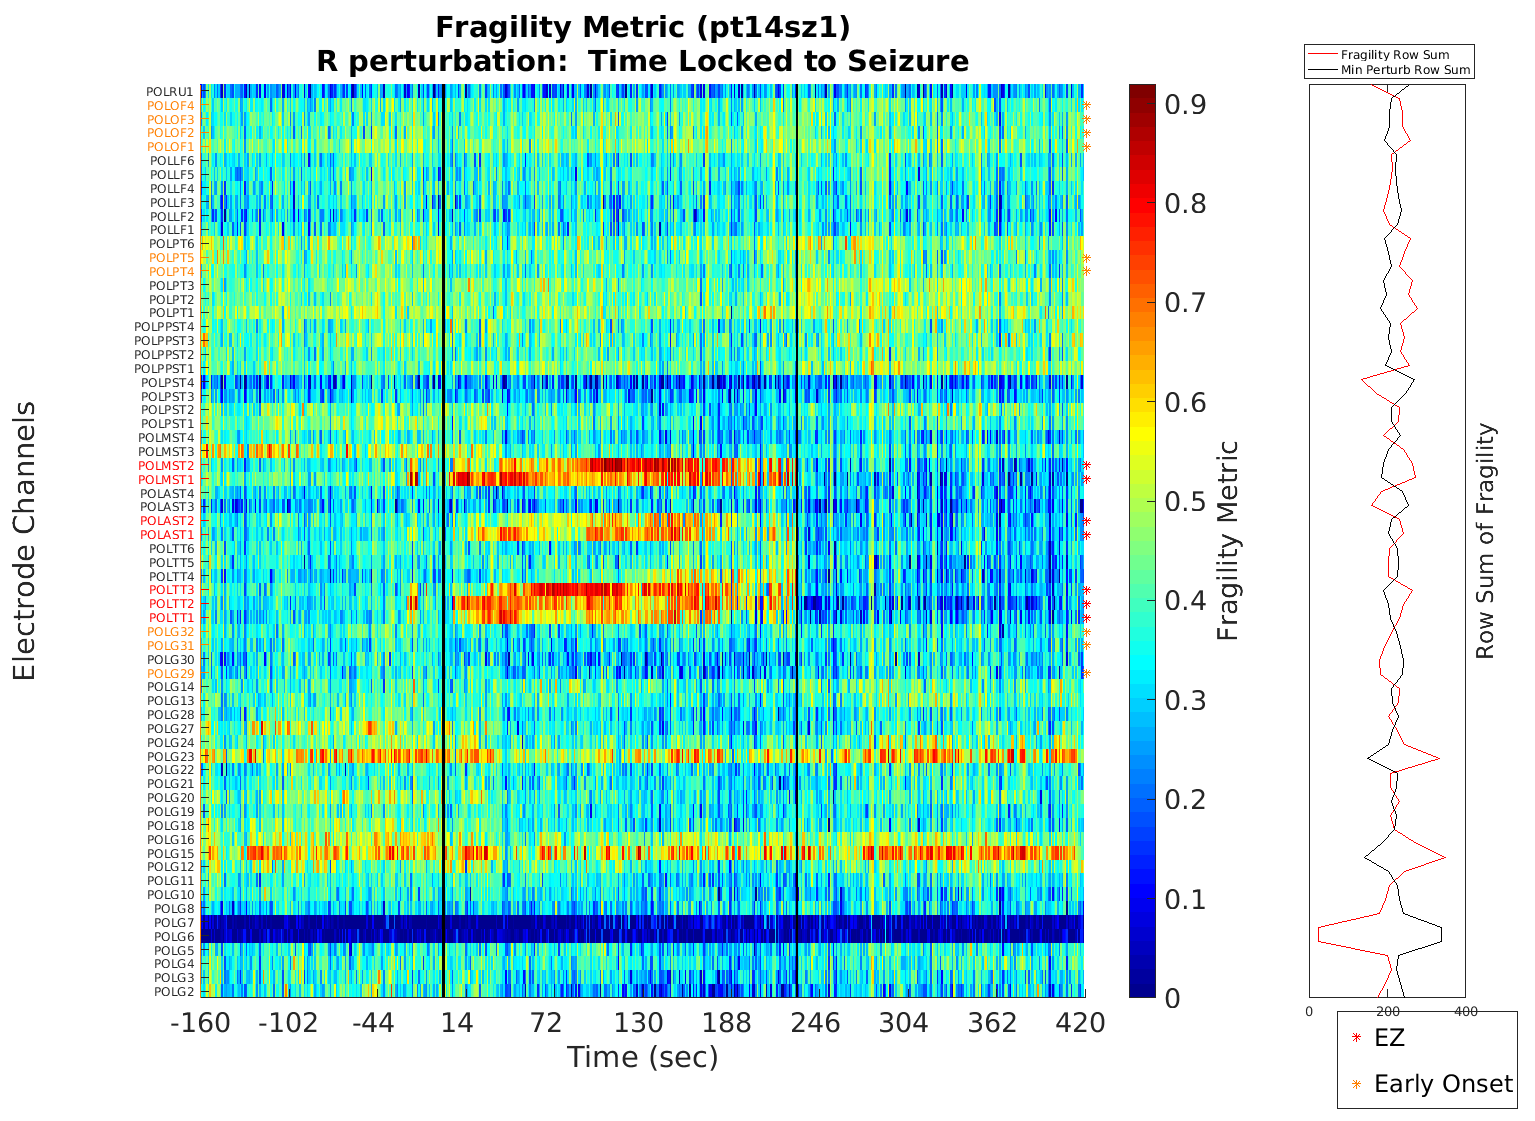 Fragility Metric (pt14sz1)
R perturbation:  Time Locked to Seizure
Electrode Channels
POLRU1
POLOF4
POLOF3
POLOF2
POLOF1
POLLF6
POLLF5
POLLF4
POLLF3
POLLF2
POLLF1
POLPT6
POLPT5
POLPT4
POLPT3
POLPT2
POLPT1
POLPPST4
POLPPST3
POLPPST2
POLPPST1
POLPST4
POLPST3
POLPST2
POLPST1
POLMST4
POLMST3
POLMST2
POLMST1
POLAST4
POLAST3
POLAST2
POLAST1
POLTT6
POLTT5
POLTT4
POLTT3
POLTT2
POLTT1
POLG32
POLG31
POLG30
POLG29
POLG14
POLG13
POLG28
POLG27
POLG24
POLG23
POLG22
POLG21
POLG20
POLG19
POLG18
POLG16
POLG15
POLG12
POLG11
POLG10
POLG8
POLG7
POLG6
POLG5
POLG4
POLG3
POLG2
-160 -102 -44 14 72 130 188 246 304 362 420
Time (sec)
0.9
0.8
0.7
0.6
0.5
0.4
0.3
0.2
0.1
0
Fragility Metric
Fragility Row Sum
Min Perturb Row Sum
0 200 400
Row Sum of Fragility
EZ
Early Onset